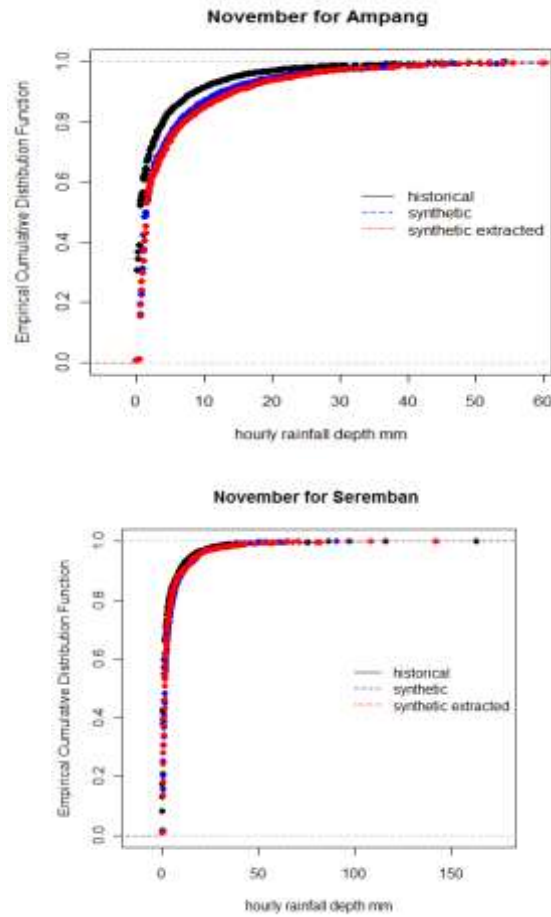 November for Ampang
Empirical Cumulative Distribution Function
1.0
0.8
0.6
0.4
0.2
0.0
historical
synthetic
synthetic extracted
0 10 20 30 40 50 60
hourly rainfall depth mm
November for Seremban
Empirical Cumulative Distribution Function
1.0
0.8
0.6
0.4
0.2
0.0
historical
synthetic
synthetic extracted
0 50 100 150
hourly rainfall depth mm